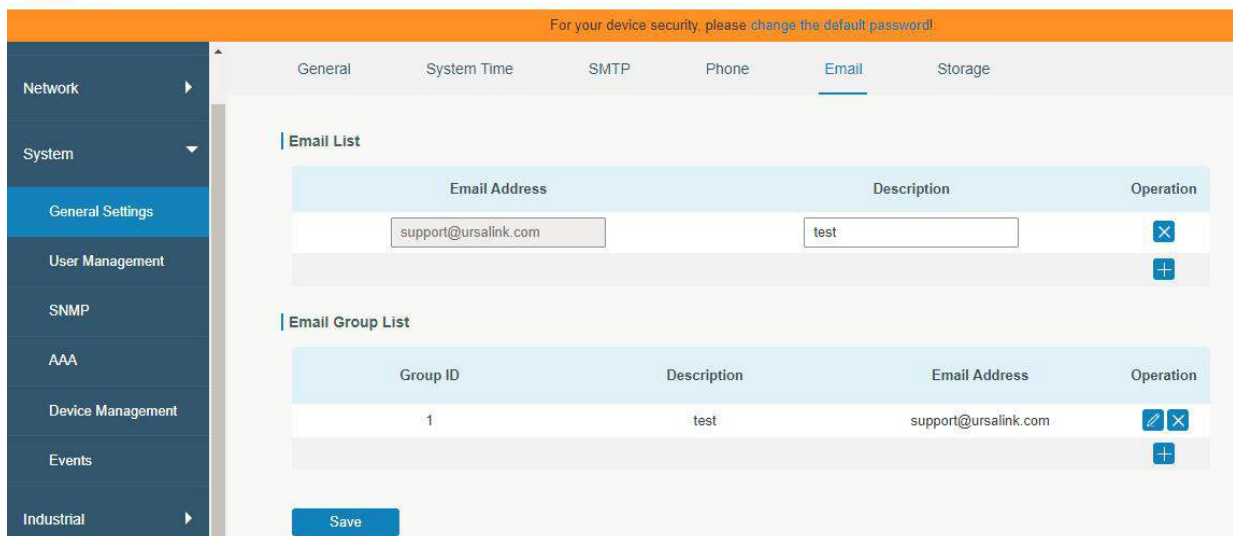 For your device security, please change the default password!
Network
System
General Settings
User Management
SNMP
AAA
Device Management
Events
Industrial
General System Time SMTP Phone Email Storage
Email List
Email Address Description Operation
support@ursalink.com test
Email Group List
Group ID Description Email Address Operation
1 test support@ursalink.com
Save